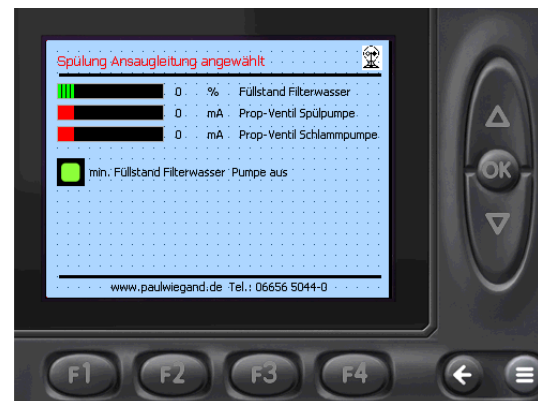 Spülung Ansaugleitung angewählt
0 % Füllstand Filterwasser
0 mA Prop-Ventil Spülpumpe
0 mA Prop-Ventil Schlammpumpe
min. Füllstand Filterwasser Pumpe aus
www.paulwiegand.de Tel.: 06656 5044-0
OK
F1 F2 F3 F4